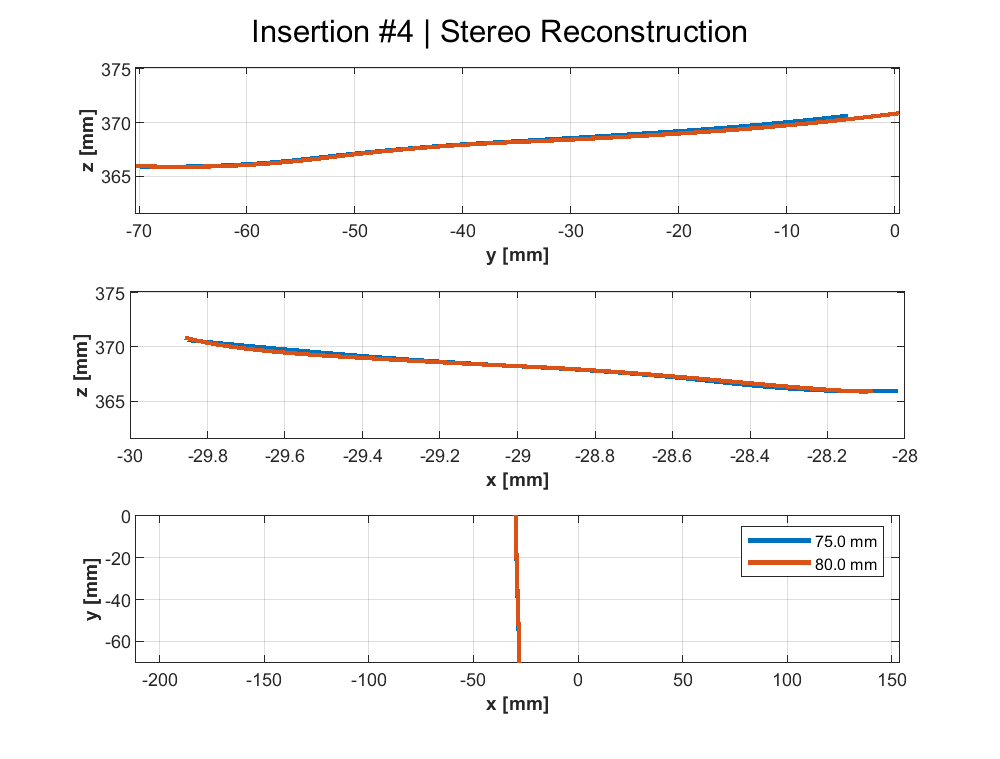 Insertion #4 | Stereo Reconstruction
375
370
365
z [mm]
-70 -60 -50 -40 -30 -20 -10 0
y [mm]
375
370
365
z [mm]
-30 -29.8 -29.6 -29.4 -29.2 -29 -28.8 -28.6 -28.4 -28.2 -28
x [mm]
0
-20
-40
-60
y [mm]
75.0 mm
80.0 mm
-200 -150 -100 -50 0 50 100 150
x [mm]